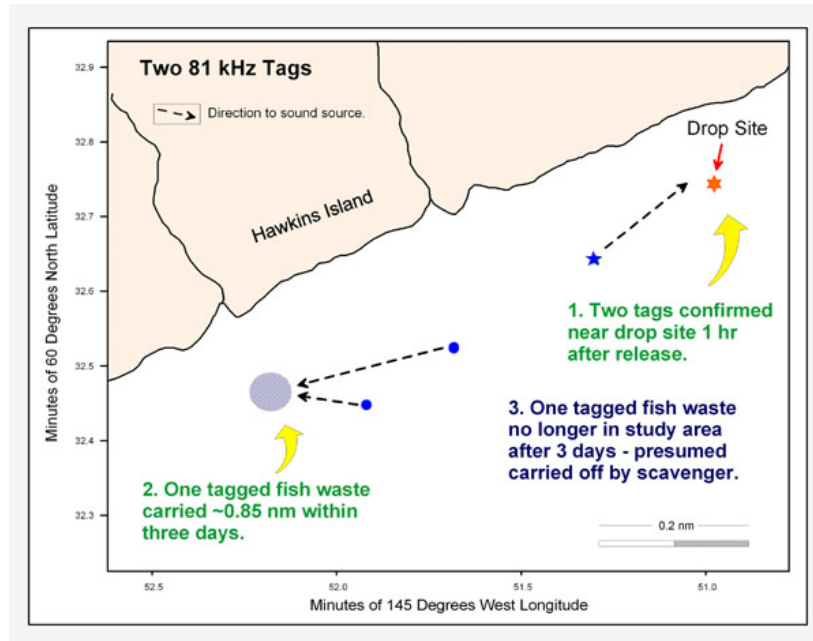 Two 81 kHz Tags
Direction to sound source.
Drop Site
Hawkins Island
1. Two tags confirmed
near drop site 1 hr
after release.
3. One tagged fish waste
no longer in study area
after 3 days - presumed
carried off by scavenger.
2. One tagged fish waste
carried ~0.85 nm within
three days.
0.2 nm
Minutes of 60 Degrees North Latitude
32.9
32.8
32.7
32.6
32.5
32.4
32.3
52.5
52.0
51.5
51.0
Minutes of 145 Degrees West Longitude